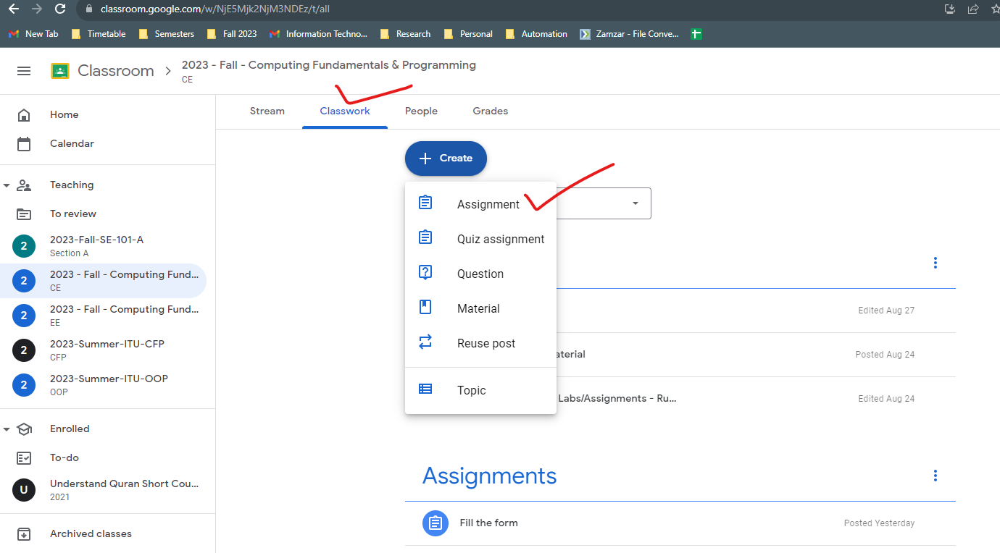 classroom.google.com/w/NjE5Mjk2NjM3NDEz/t/all
New Tab Timetable Semesters Fall 2023 Information Techno... Research Personal Automation Zamzar - File Conve...
Classroom
2023 - Fall - Computing Fundamentals & Programming
CE
Home
Calendar
Teaching
To review
2
2023-Fall-SE-101-A
Section A
2
2023 - Fall - Computing Fund...
CE
2
2023 - Fall - Computing Fund...
EE
2
2023-Summer-ITU-CFP
CFP
2
2023-Summer-ITU-OOP
OOP
Enrolled
To-do
U
Understand Quran Short Cou...
2021
Archived classes
Stream Classwork People Grades
Create
Assignment
Quiz assignment
Question
Material
Reuse post
Topic
Edited Aug 27
aterial Posted Aug 24
Labs/Assignments - Ru... Edited Aug 24
Assignments
Fill the form Posted Yesterday